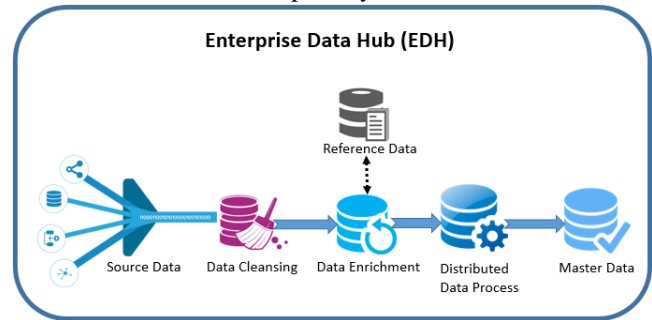 Enterprise Data Hub (EDH)
Reference Data
Source Data
Data Cleansing
Data Enrichment
Distributed
Data Process
Master Data